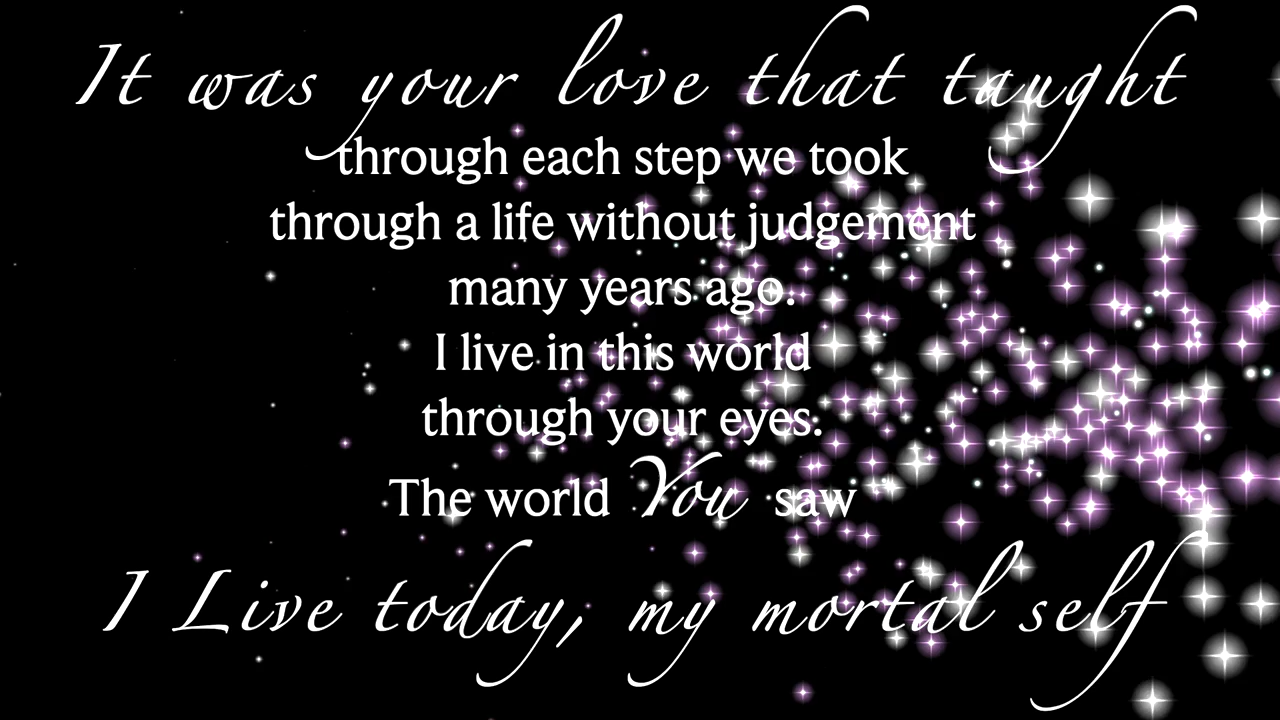 It was your love that taught
through each step we took
through a life without judgement
many years ago.
I live in this world
through your eyes.
The world You saw
I Live today, my mortal self